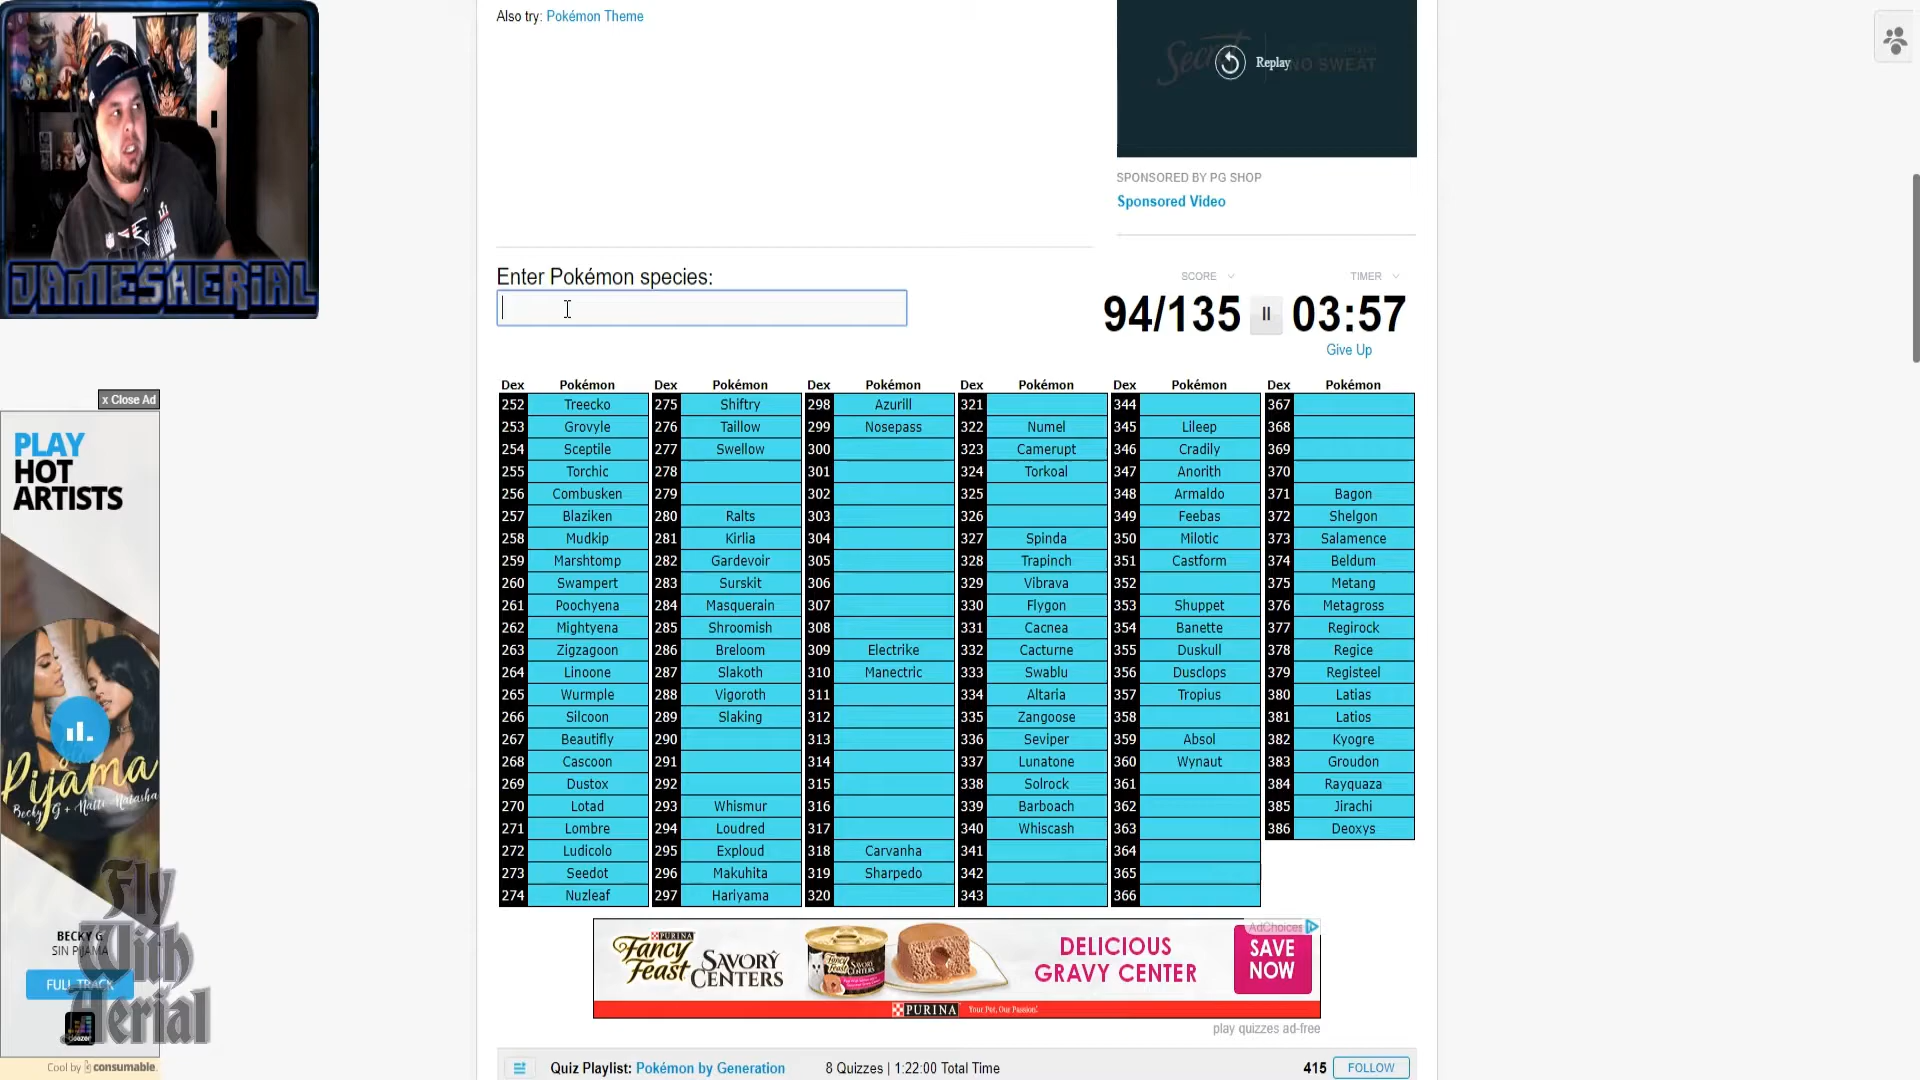 Also try: Pokémon Theme
Secret
NO SWEAT
Replay
SPONSORED BY PG SHOP
Sponsored Video
JAMESAERIAL
Enter Pokémon species:
SCORE
TIMER
94/135
03:57
Give Up
x Close Ad
PLAY
HOT
ARTISTS
Pijama
Becky G + Natti Natasha
BECKY G
SIN PIJAMA
FULL TRACK
deezer
Fly
With
Aerial
Cool by consumable.
Dex Pokémon Dex Pokémon Dex Pokémon Dex Pokémon Dex Pokémon Dex Pokémon
252 Treecko 275 Shiftry 298 Azurill 321 344 367
253 Grovyle 276 Taillow 299 Nosepass 322 Numel 345 Lileep 368
254 Sceptile 277 Swellow 300 323 Camerupt 346 Cradily 369
255 Torchic 278 301 324 Torkoal 347 Anorith 370
256 Combusken 279 302 325 348 Armaldo 371 Bagon
257 Blaziken 280 Ralts 303 326 349 Feebas 372 Shelgon
258 Mudkip 281 Kirlia 304 327 Spinda 350 Milotic 373 Salamence
259 Marshtomp 282 Gardevoir 305 328 Trapinch 351 Castform 374 Beldum
260 Swampert 283 Surskit 306 329 Vibrava 352 375 Metang
261 Poochyena 284 Masquerain 307 330 Flygon 353 Shuppet 376 Metagross
262 Mightyena 285 Shroomish 308 331 Cacnea 354 Banette 377 Regirock
263 Zigzagoon 286 Breloom 309 Electrike 332 Cacturne 355 Duskull 378 Regice
264 Linoone 287 Slakoth 310 Manectric 333 Swablu 356 Dusclops 379 Registeel
265 Wurmple 288 Vigoroth 311 334 Altaria 357 Tropius 380 Latias
266 Silcoon 289 Slaking 312 335 Zangoose 358 381 Latios
267 Beautifly 290 313 336 Seviper 359 Absol 382 Kyogre
268 Cascoon 291 314 337 Lunatone 360 Wynaut 383 Groudon
269 Dustox 292 315 338 Solrock 361 384 Rayquaza
270 Lotad 293 Whismur 316 339 Barboach 362 385 Jirachi
271 Lombre 294 Loudred 317 340 Whiscash 363 386 Deoxys
272 Ludicolo 295 Exploud 318 Carvanha 341 364
273 Seedot 296 Makuhita 319 Sharpedo 342 365
274 Nuzleaf 297 Hariyama 320 343 366
PURINA
Fancy Feast
SAVORY CENTERS
DELICIOUS
GRAVY CENTER
AdChoices
SAVE
NOW
PURINA Your Pet, Our Passion.
play quizzes ad-free
Quiz Playlist: Pokémon by Generation 8 Quizzes | 1:22:00 Total Time 415 FOLLOW